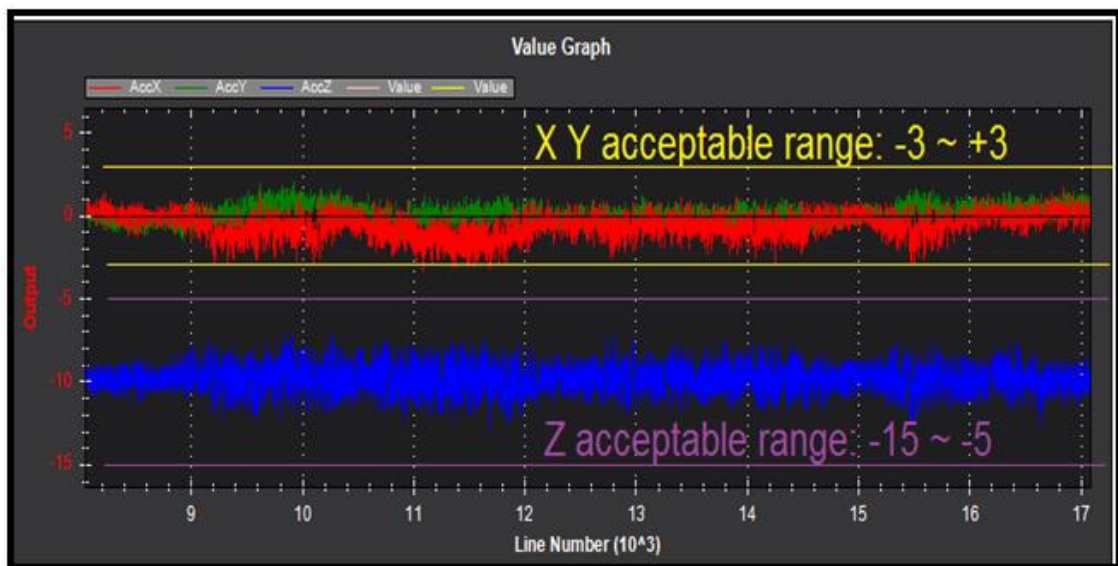 Value Graph
AccX AccY AccZ Value Value
X Y acceptable range: -3 ~ +3
5
0
-5
-10
-15
Output
Z acceptable range: -15 ~ -5
9 10 11 12 13 14 15 16 17
Line Number (10^3)